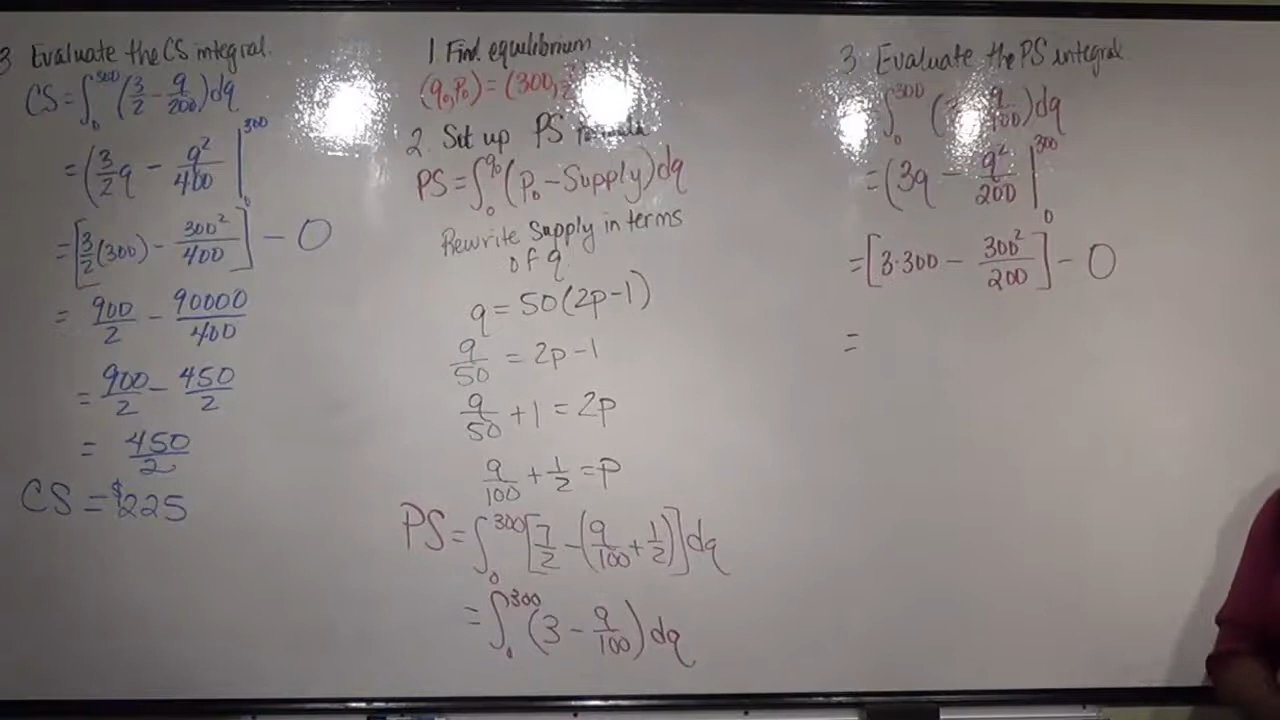 3 Evaluate the CS integral.
CS = ∫₀³⁰⁰ (3/2 - q/200) dq
= (3/2 q - q²/400 |₀³⁰⁰
= [3/2 (300) - 300²/400] - 0
= 900/2 - 90000/400
= 900/2 - 450/2
= 450/2
CS = $225
1 Find equilibrium
(q₀, p₀) = (300,
2. Set up PS
PS = ∫₀^q₀ (p₀ - Supply) dq
Rewrite Supply in terms
of q
q = 50(2p-1)
q/50 = 2p-1
q/50 + 1 = 2p
q/100 + 1/2 = p
PS = ∫₀³⁰⁰ [7/2 - (q/100 + 1/2)] dq
= ∫₀³⁰⁰ (3 - q/100) dq
3 Evaluate the PS integral
= ∫₀³⁰⁰ ( q/100) dq
= (3q - q²/200 |₀³⁰⁰
= [3·300 - 300²/200] - 0
=